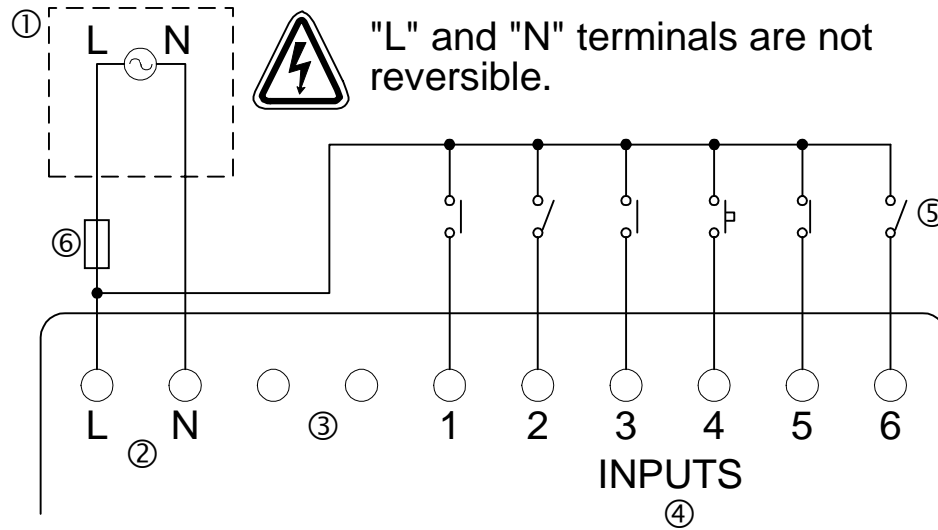 ①
L N
"L" and "N" terminals are not
reversible.
⑥
⑤
L N 1 2 3 4 5 6
② ③
INPUTS
④